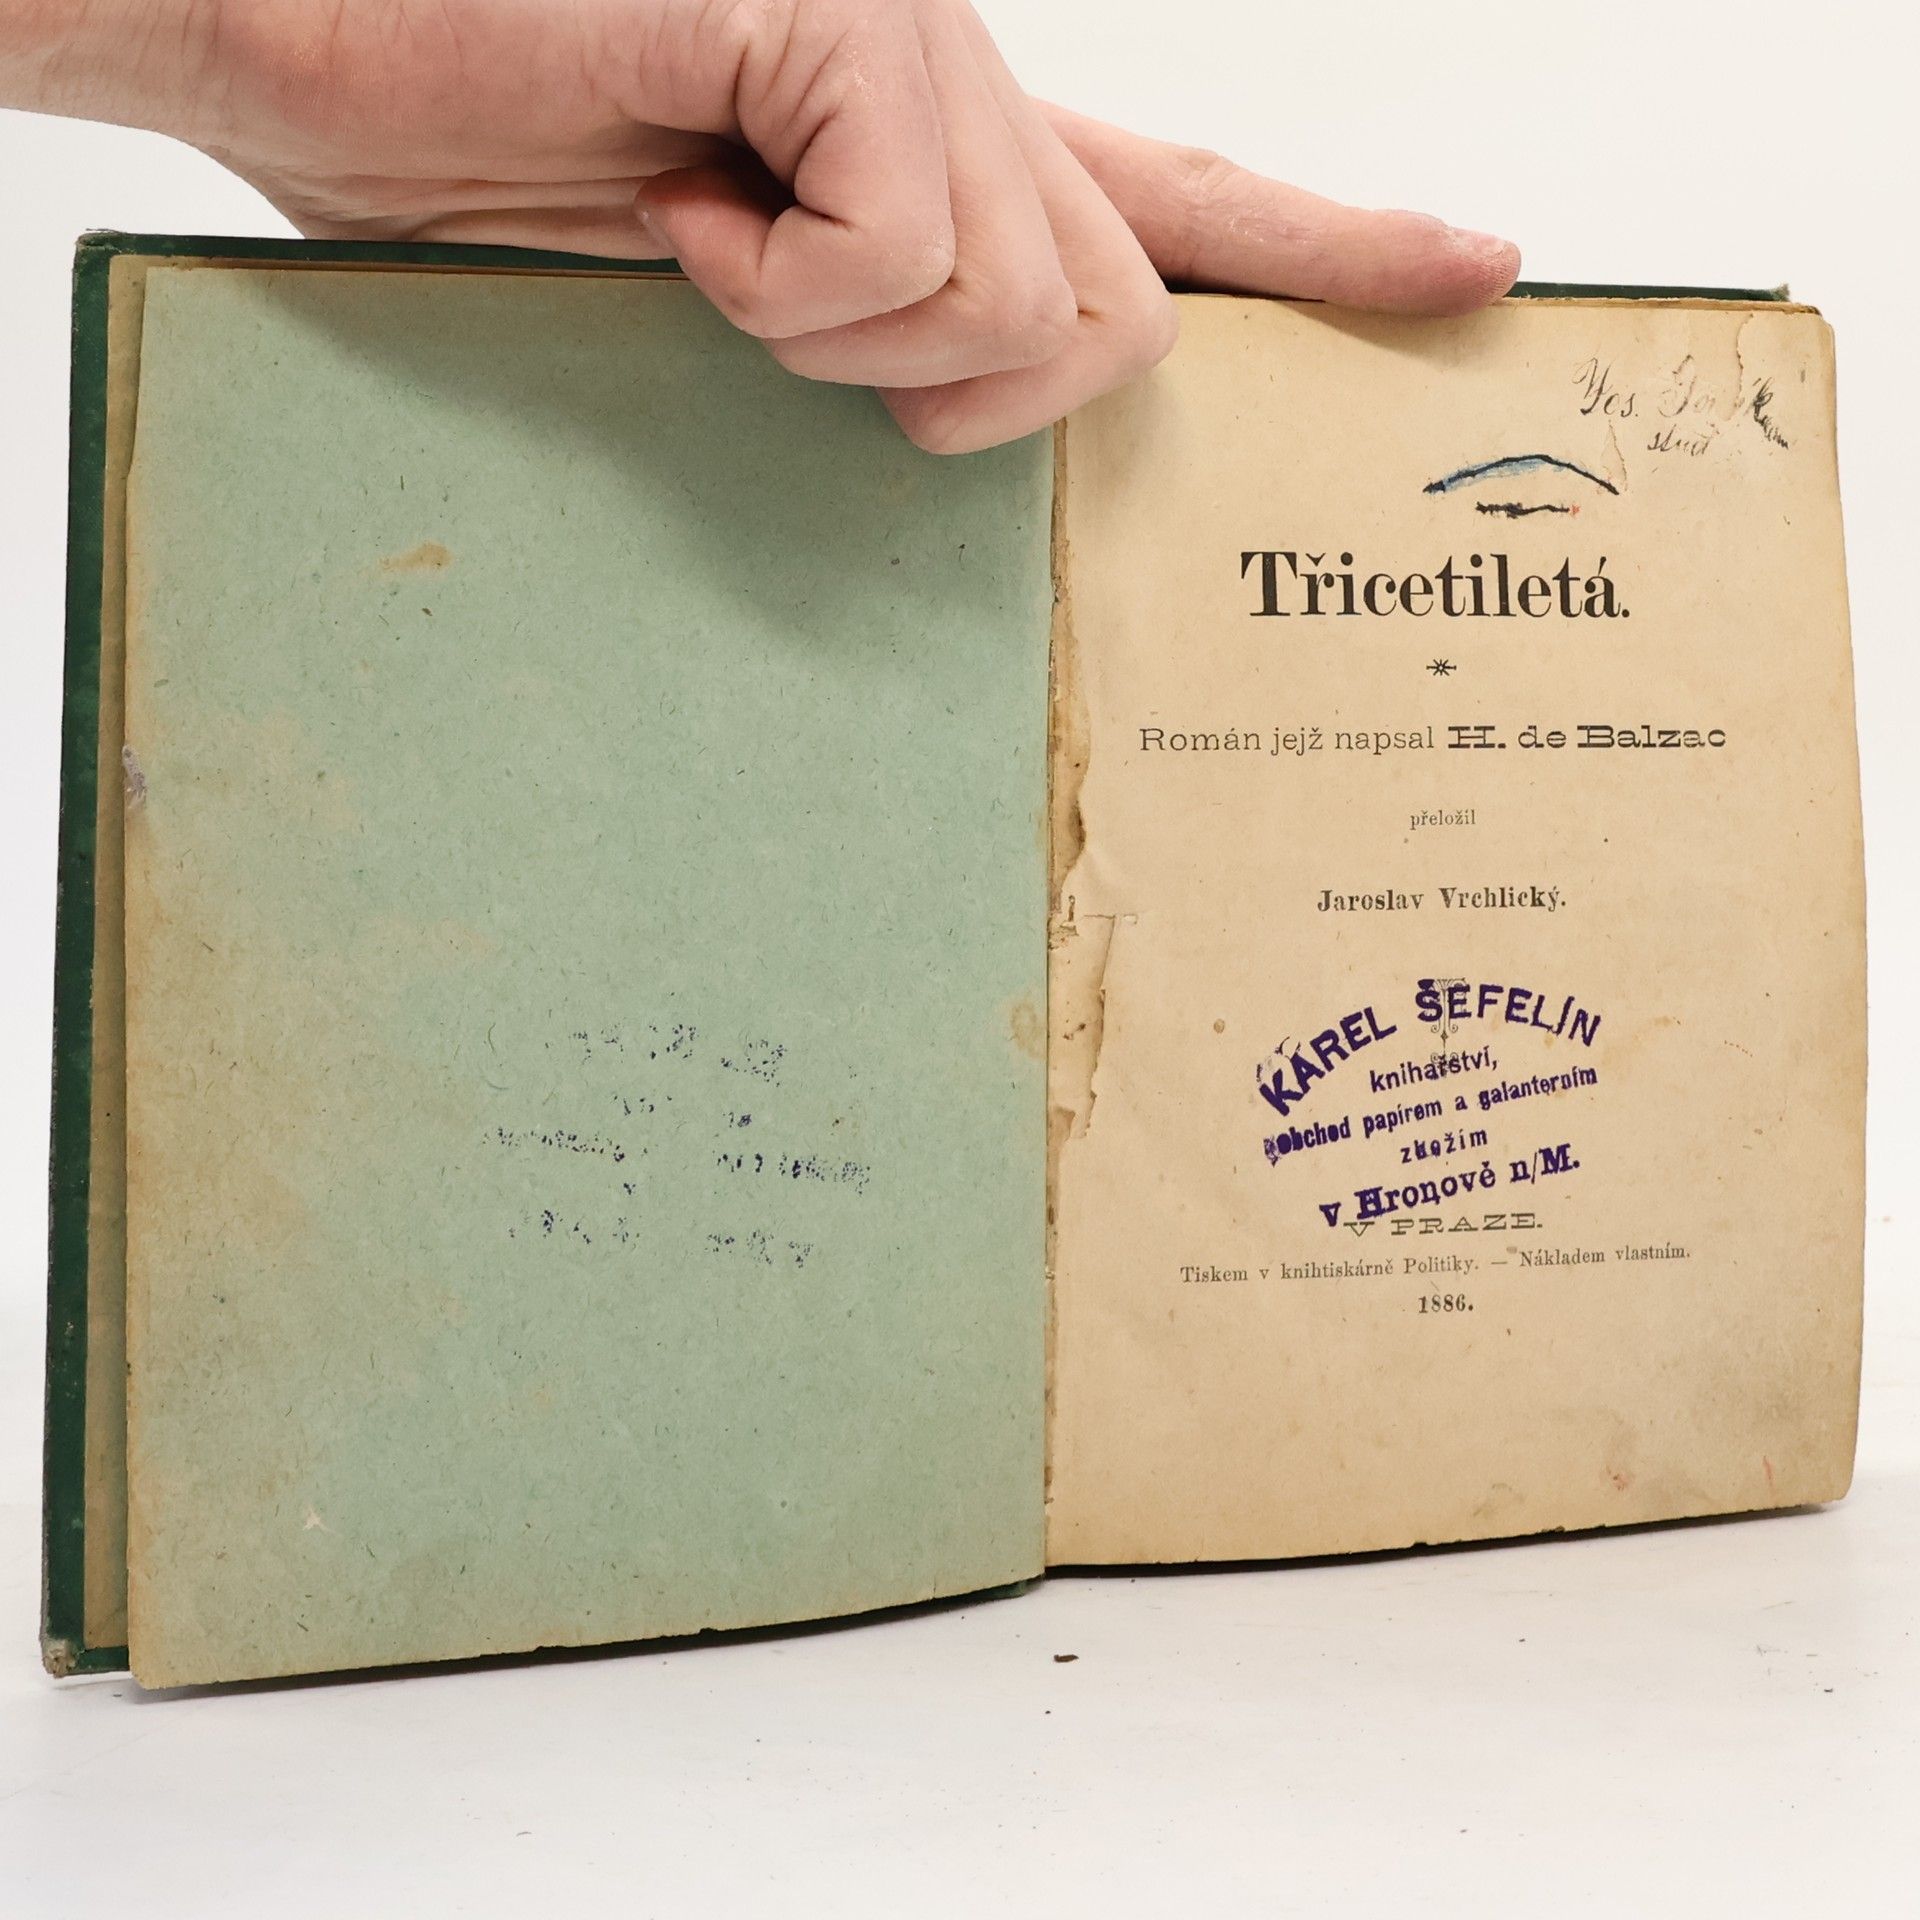 stud
Třicetiletá.
Román jejž napsal H. de Balzac
přeložil
Jaroslav Vrchlický.
KAREL ŠEFELÍN
knihařství,
obchod papírem a galanterním
zbožím
v Hronově n/M.
V PRAZE.
Tiskem v knihtiskárně Politiky. — Nákladem vlastním.
1886.